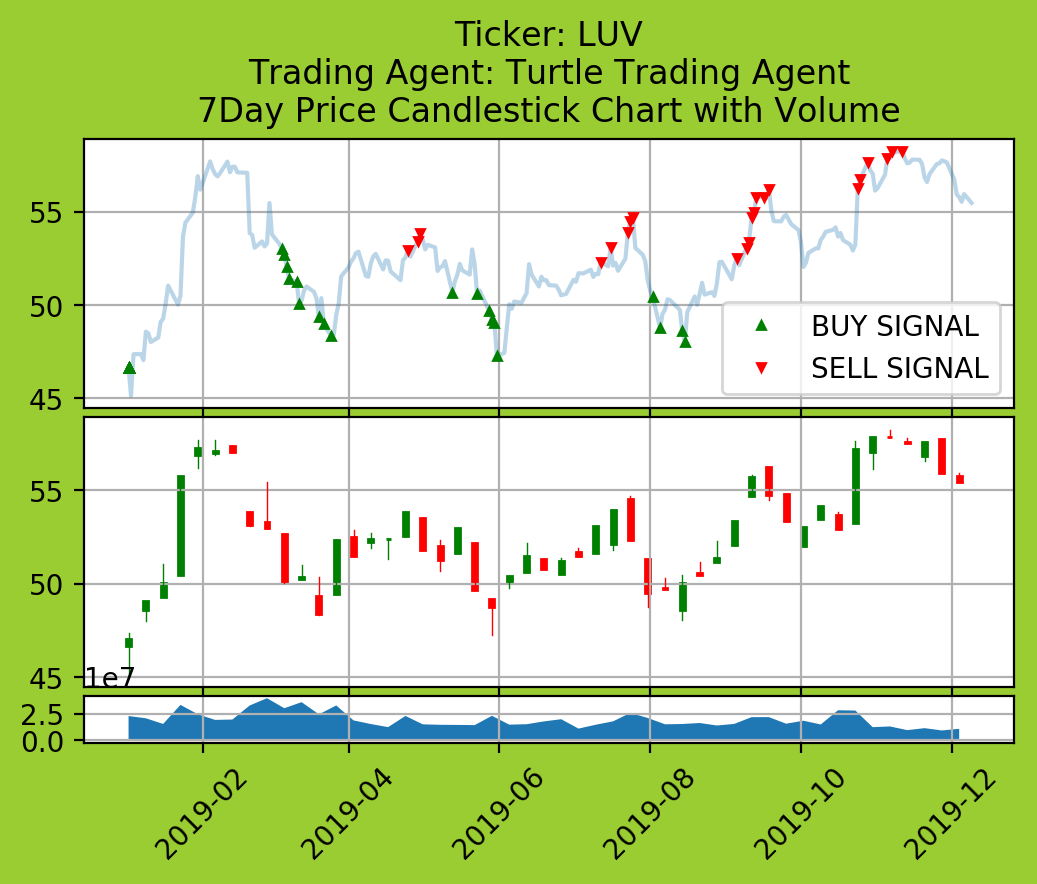 Ticker: LUV
Trading Agent: Turtle Trading Agent
7Day Price Candlestick Chart with Volume
55
50
45
BUY SIGNAL
SELL SIGNAL
55
50
45
1e7
2.5
0.0
2019-02
2019-04
2019-06
2019-08
2019-10
2019-12